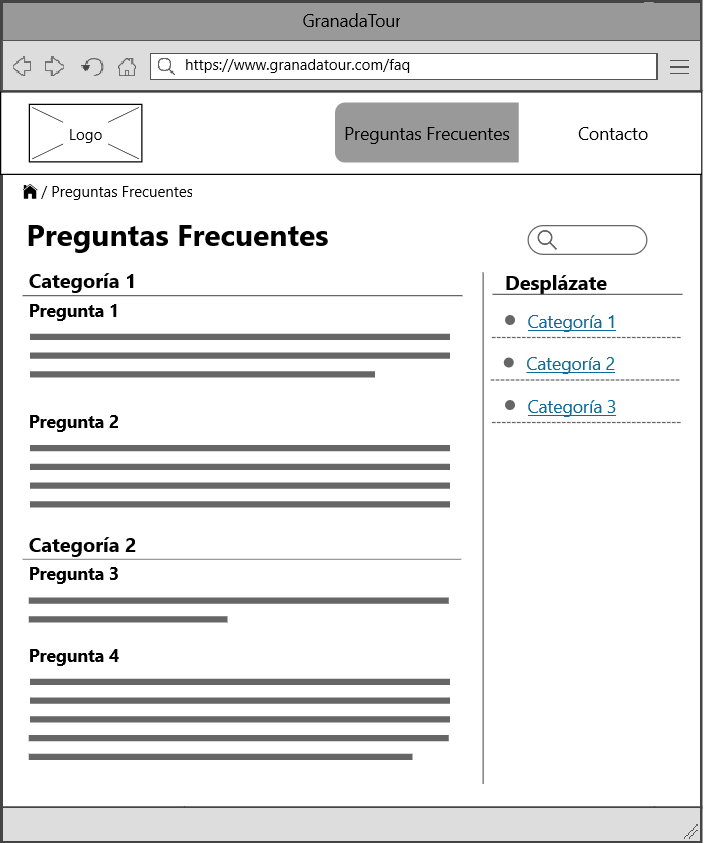 GranadaTour
https://www.granadatour.com/faq
Logo
Preguntas Frecuentes
Contacto
/ Preguntas Frecuentes
Preguntas Frecuentes
Categoría 1
Pregunta 1
Pregunta 2
Categoría 2
Pregunta 3
Pregunta 4
Desplázate
Categoría 1
Categoría 2
Categoría 3